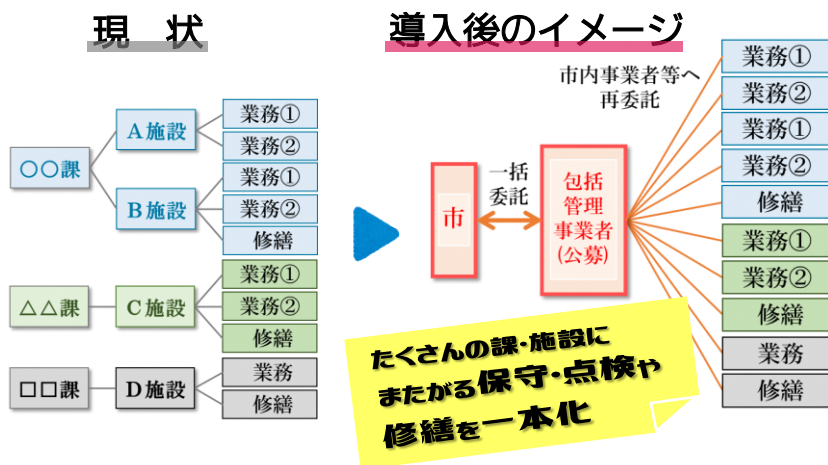 現　状
〇〇課
A施設
業務①
業務②
B施設
業務①
業務②
修繕
△△課
C施設
業務①
業務②
修繕
□□課
D施設
業務
修繕
導入後のイメージ
市
一括
委託
包括
管理
事業者
(公募)
市内事業者等へ
再委託
業務①
業務②
業務①
業務②
修繕
業務①
業務②
修繕
業務
修繕
たくさんの課・施設に
またがる保守・点検や
修繕を一本化